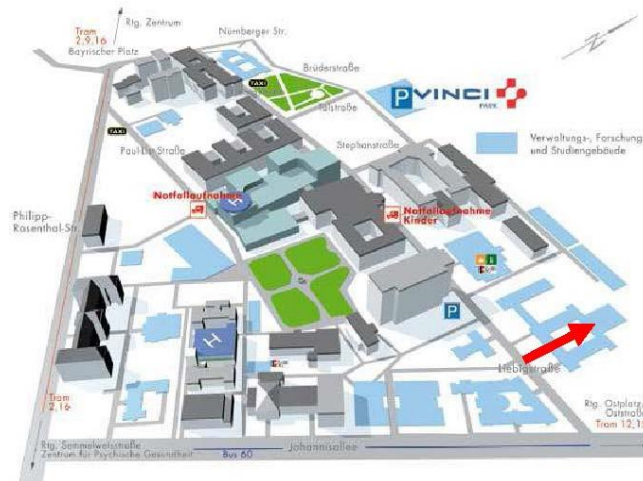 Rtg. Zentrum
Tram
2,9,16
Bayrischer Platz
Nürnberger Str.
Brüderstraße
TAXI
P VINCI
PARK
Talstraße
TAXI
Stephanstraße
Verwaltungs-, Forschung
und Studiengebäude
Paul-List-Straße
Notfallaufnahme
H
Notfallaufnahme
Kinder
Philipp-
Rosenthal-Str.
P
H
Liebigstraße
Tram
2,16
Rtg. Ostplatz,
Oststraße
Tram 12,15
Rtg. Semmelweisstraße
Zentrum für Psychische Gesundheit
Bus 60
Johannisallee